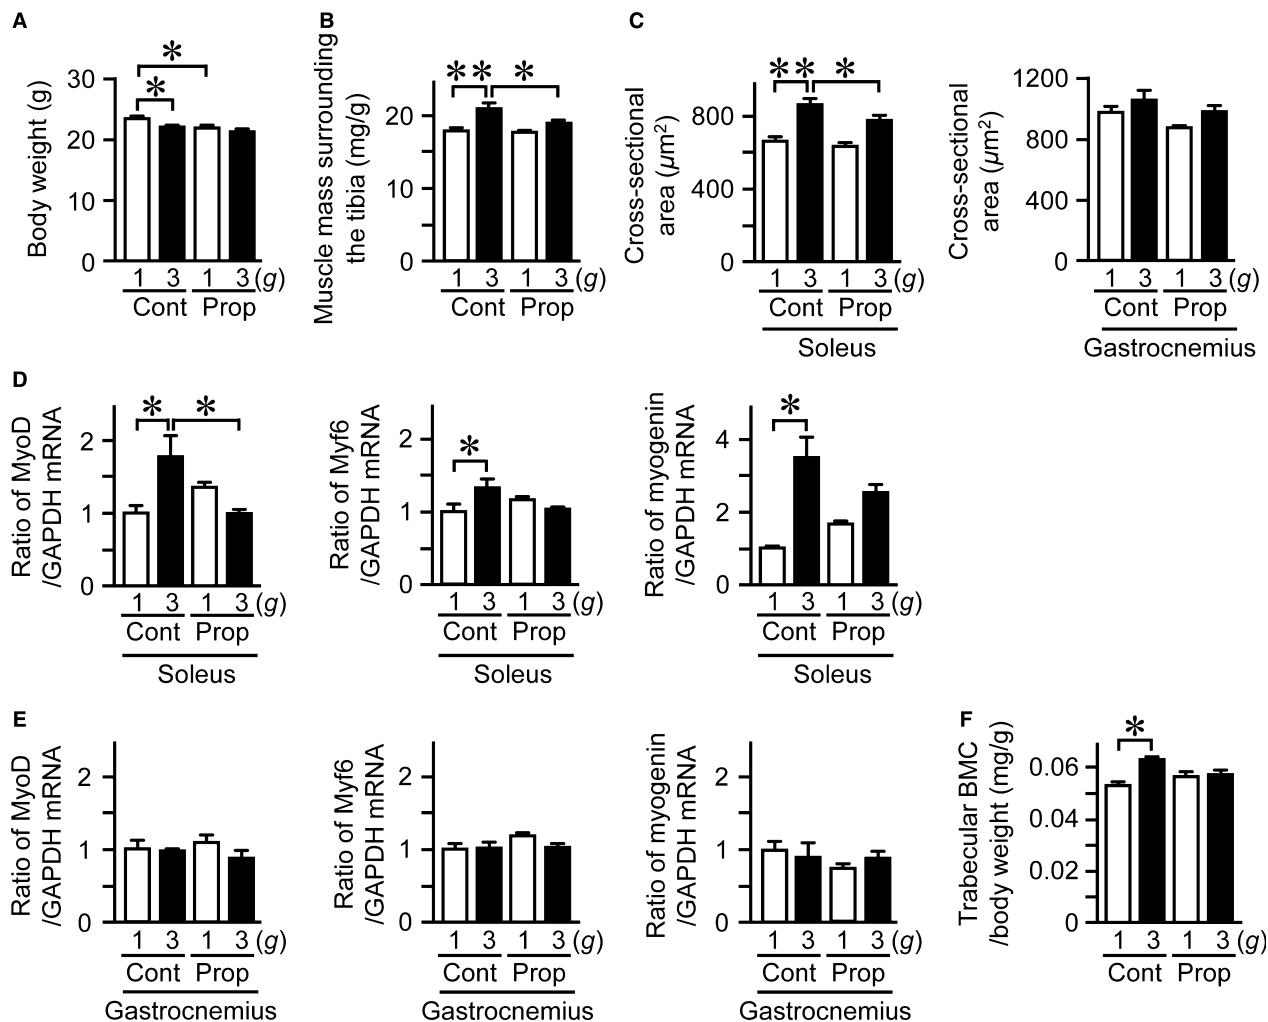 A
Body weight (g)
30
20
10
0
*
*
1 3 1 3 (g)
Cont Prop
B
Muscle mass surrounding
the tibia (mg/g)
20
10
0
** *
1 3 1 3 (g)
Cont Prop
C
Cross-sectional
area (μm²)
800
400
0
** *
1 3 1 3 (g)
Cont Prop
Soleus
Cross-sectional
area (μm²)
1200
800
400
0
1 3 1 3 (g)
Cont Prop
Gastrocnemius
D
Ratio of MyoD
/GAPDH mRNA
2
1
0
* *
1 3 1 3 (g)
Cont Prop
Soleus
Ratio of Myf6
/GAPDH mRNA
2
1
0
*
1 3 1 3 (g)
Cont Prop
Soleus
Ratio of myogenin
/GAPDH mRNA
4
2
0
*
1 3 1 3 (g)
Cont Prop
Soleus
E
Ratio of MyoD
/GAPDH mRNA
2
1
0
1 3 1 3 (g)
Cont Prop
Gastrocnemius
Ratio of Myf6
/GAPDH mRNA
2
1
0
1 3 1 3 (g)
Cont Prop
Gastrocnemius
Ratio of myogenin
/GAPDH mRNA
2
1
0
1 3 1 3 (g)
Cont Prop
Gastrocnemius
F
Trabecular BMC
/body weight (mg/g)
0.06
0.04
0.02
0
*
1 3 1 3 (g)
Cont Prop